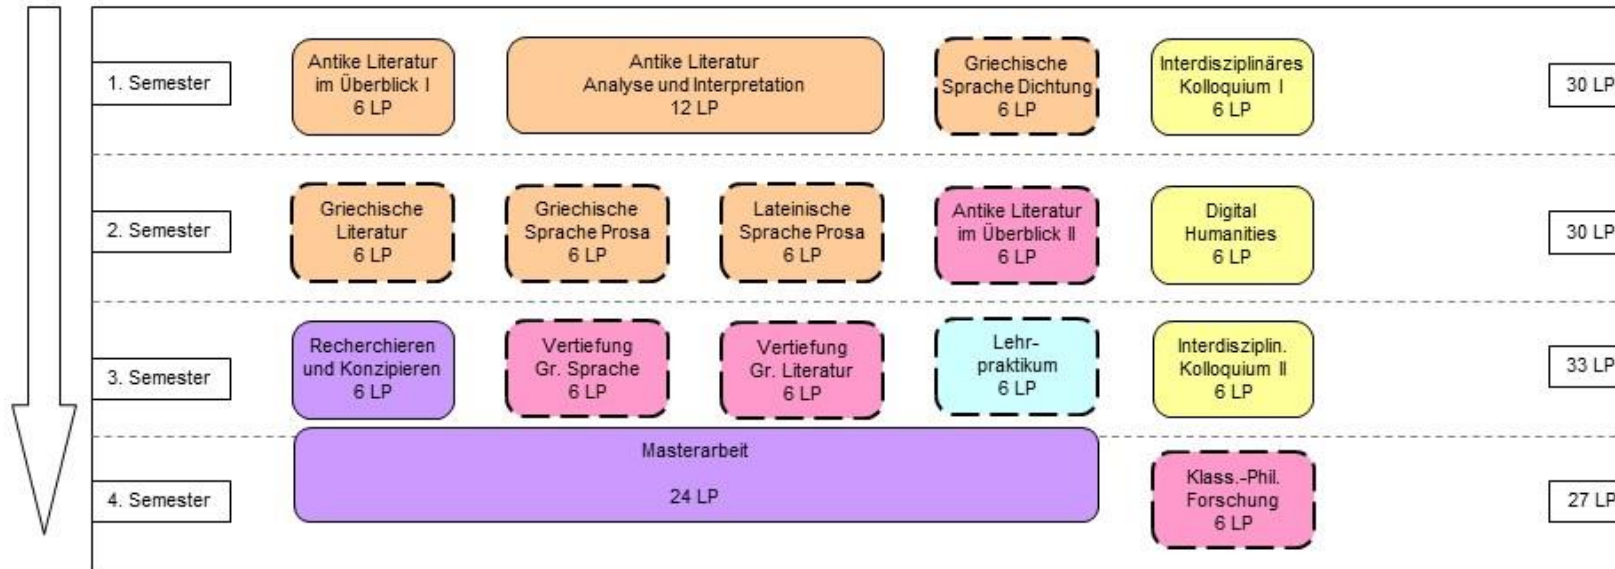 1. Semester
Antike Literatur
im Überblick I
6 LP
Antike Literatur
Analyse und Interpretation
12 LP
Griechische
Sprache Dichtung
6 LP
Interdisziplinäres
Kolloquium I
6 LP
30 LP
2. Semester
Griechische
Literatur
6 LP
Griechische
Sprache Prosa
6 LP
Lateinische
Sprache Prosa
6 LP
Antike Literatur
im Überblick II
6 LP
Digital
Humanities
6 LP
30 LP
3. Semester
Recherchieren
und Konzipieren
6 LP
Vertiefung
Gr. Sprache
6 LP
Vertiefung
Gr. Literatur
6 LP
Lehr-
praktikum
6 LP
Interdisziplin.
Kolloquium II
6 LP
33 LP
4. Semester
Masterarbeit
24 LP
Klass.-Phil.
Forschung
6 LP
27 LP